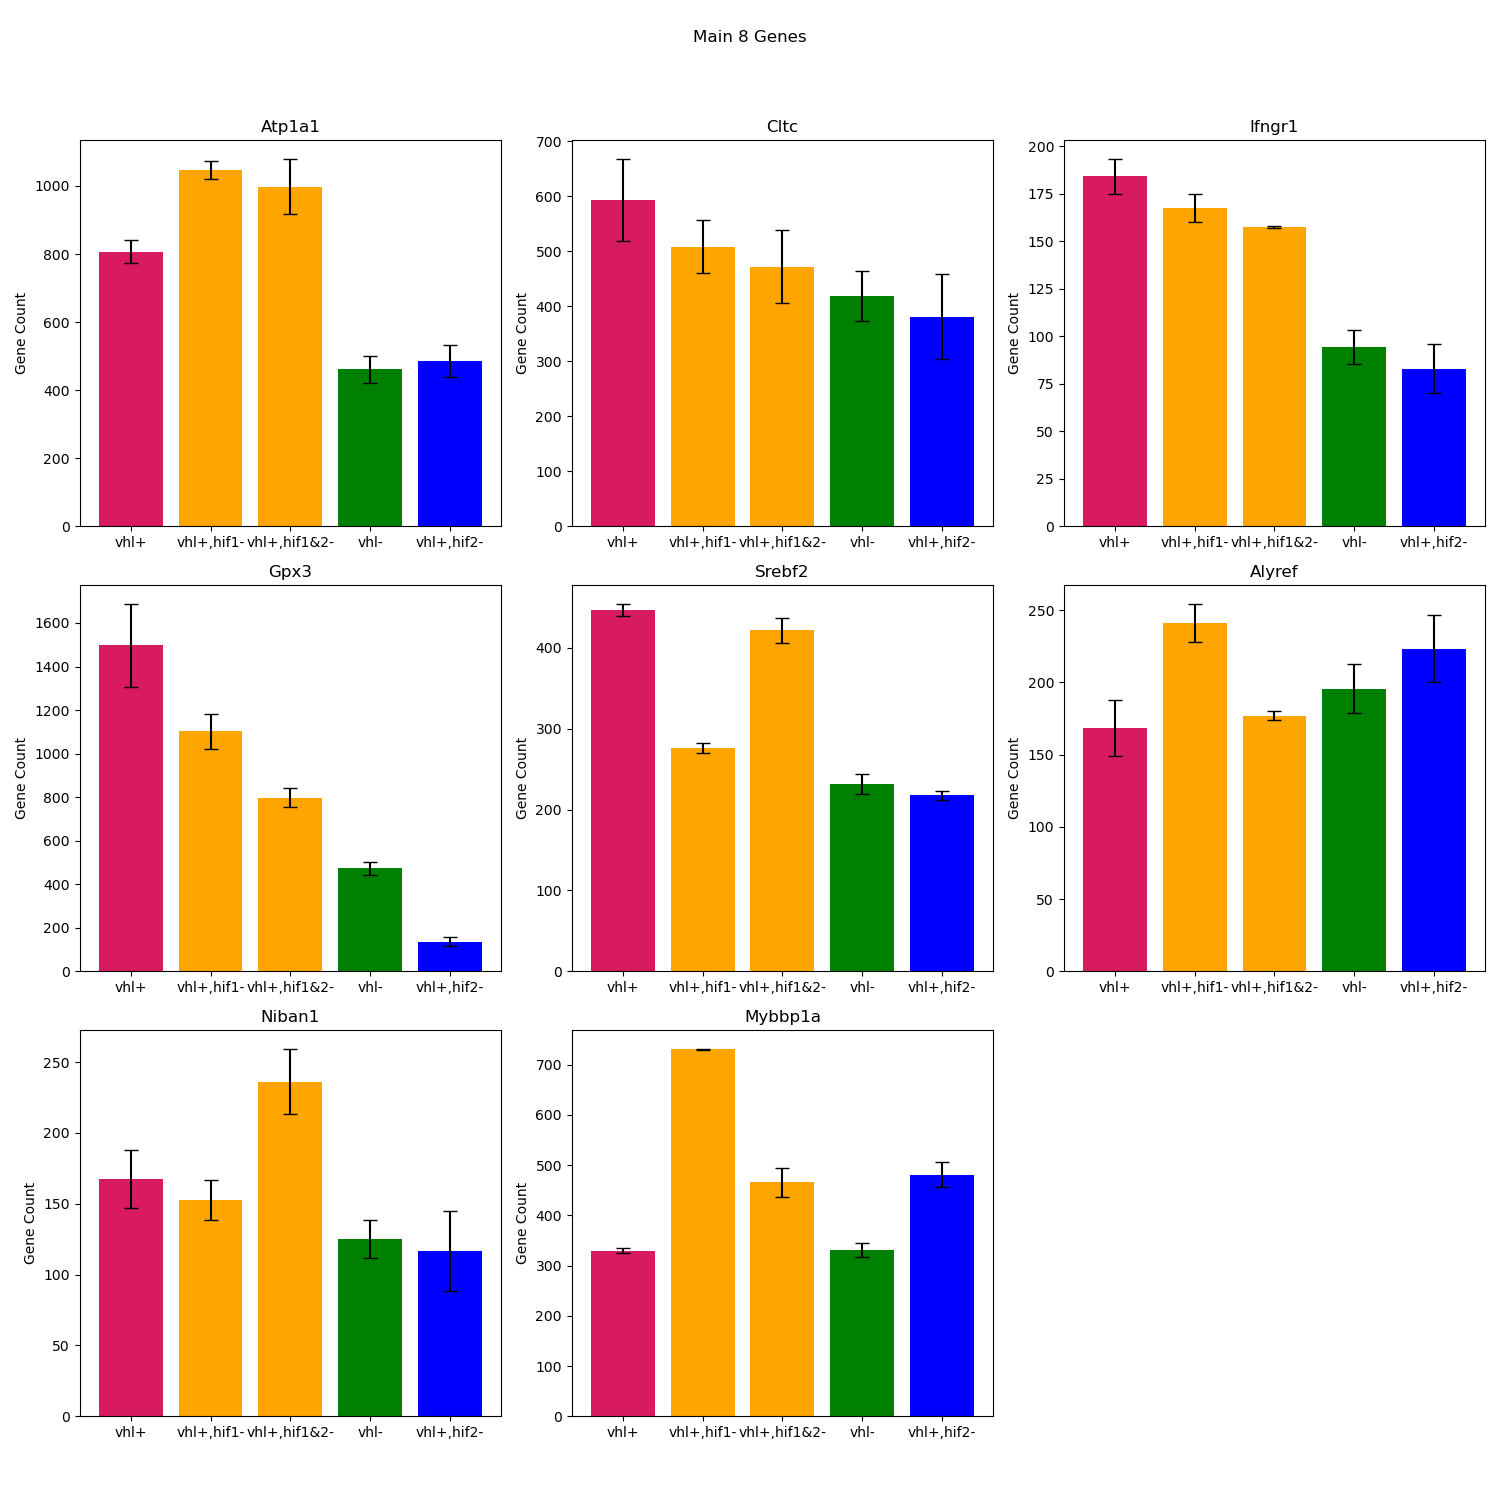 Main 8 Genes
Atp1a1
Gene Count
1000
800
600
400
200
0
vhl+ vhl+,hif1- vhl+,hif1&2- vhl- vhl+,hif2-
Cltc
Gene Count
700
600
500
400
300
200
100
0
vhl+ vhl+,hif1- vhl+,hif1&2- vhl- vhl+,hif2-
Ifngr1
Gene Count
200
175
150
125
100
75
50
25
0
vhl+ vhl+,hif1- vhl+,hif1&2- vhl- vhl+,hif2-
Gpx3
Gene Count
1600
1400
1200
1000
800
600
400
200
0
vhl+ vhl+,hif1- vhl+,hif1&2- vhl- vhl+,hif2-
Srebf2
Gene Count
400
300
200
100
0
vhl+ vhl+,hif1- vhl+,hif1&2- vhl- vhl+,hif2-
Alyref
Gene Count
250
200
150
100
50
0
vhl+ vhl+,hif1- vhl+,hif1&2- vhl- vhl+,hif2-
Niban1
Gene Count
250
200
150
100
50
0
vhl+ vhl+,hif1- vhl+,hif1&2- vhl- vhl+,hif2-
Mybbp1a
Gene Count
700
600
500
400
300
200
100
0
vhl+ vhl+,hif1- vhl+,hif1&2- vhl- vhl+,hif2-